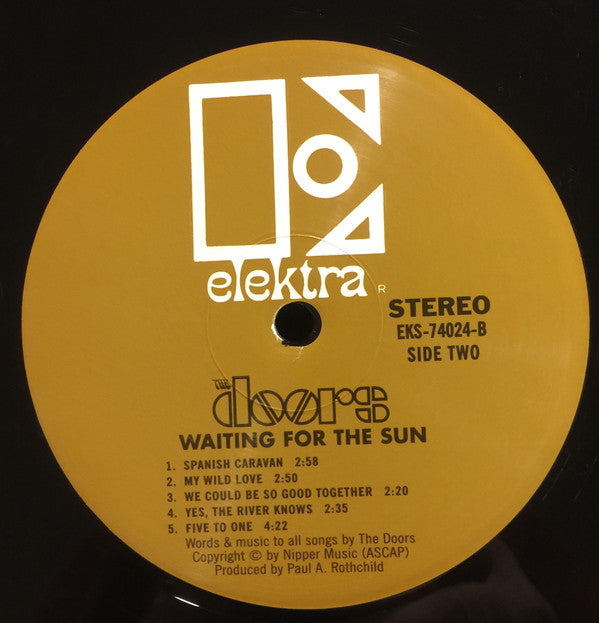 elektra
R
STEREO
EKS-74024-B
SIDE TWO
THE
doors
WAITING FOR THE SUN
1. SPANISH CARAVAN 2:58
2. MY WILD LOVE 2:50
3. WE COULD BE SO GOOD TOGETHER 2:20
4. YES, THE RIVER KNOWS 2:35
5. FIVE TO ONE 4:22
Words & music to all songs by The Doors
Copyright © by Nipper Music (ASCAP)
Produced by Paul A. Rothchild